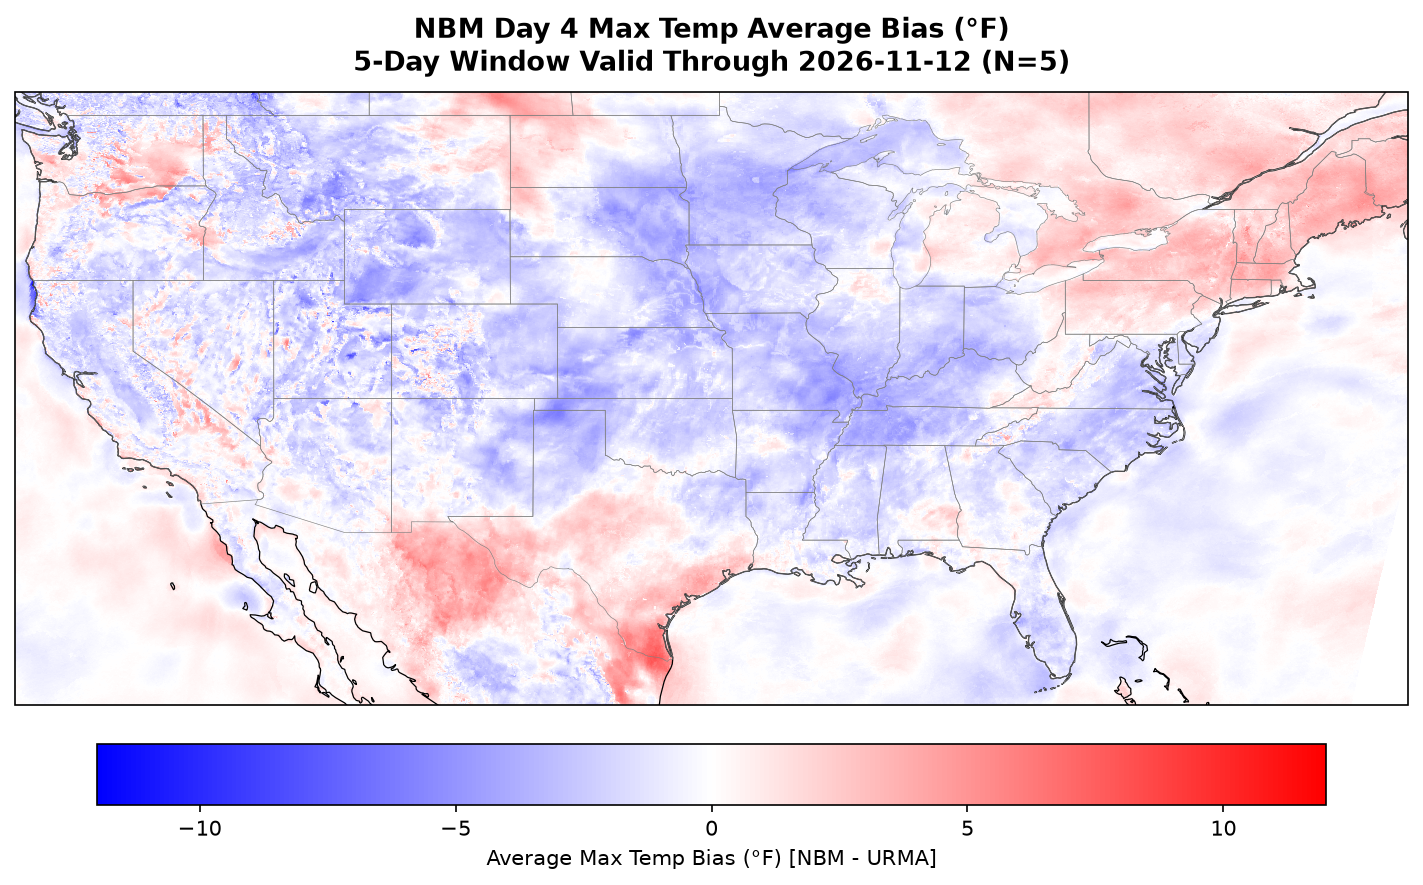 NBM Day 4 Max Temp Average Bias (°F)
5-Day Window Valid Through 2026-11-12 (N=5)
−10 −5 0 5 10
Average Max Temp Bias (°F) [NBM - URMA]